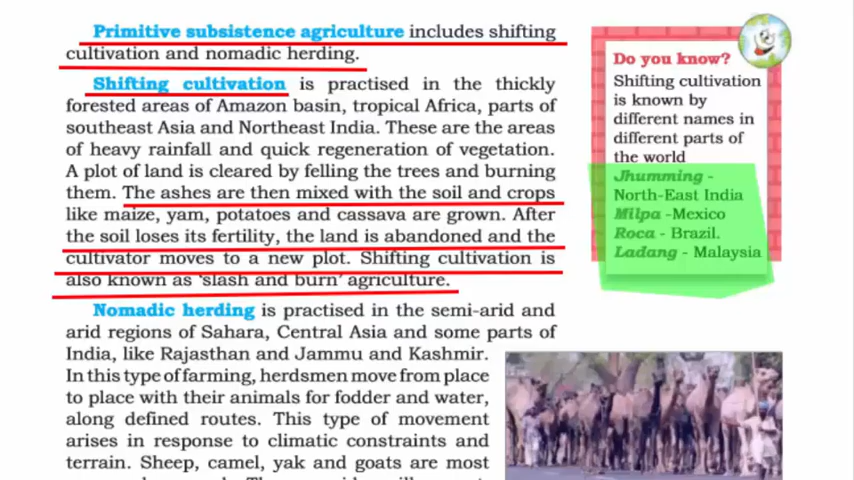 Primitive subsistence agriculture includes shifting
cultivation and nomadic herding.
Shifting cultivation is practised in the thickly
forested areas of Amazon basin, tropical Africa, parts of
southeast Asia and Northeast India. These are the areas
of heavy rainfall and quick regeneration of vegetation.
A plot of land is cleared by felling the trees and burning
them. The ashes are then mixed with the soil and crops
like maize, yam, potatoes and cassava are grown. After
the soil loses its fertility, the land is abandoned and the
cultivator moves to a new plot. Shifting cultivation is
also known as ‘slash and burn’ agriculture.
Nomadic herding is practised in the semi-arid and
arid regions of Sahara, Central Asia and some parts of
India, like Rajasthan and Jammu and Kashmir.
In this type of farming, herdsmen move from place
to place with their animals for fodder and water,
along defined routes. This type of movement
arises in response to climatic constraints and
terrain. Sheep, camel, yak and goats are most
Do you know?
Shifting cultivation
is known by
different names in
different parts of
the world
Jhumming -
North-East India
Milpa -Mexico
Roca - Brazil.
Ladang - Malaysia